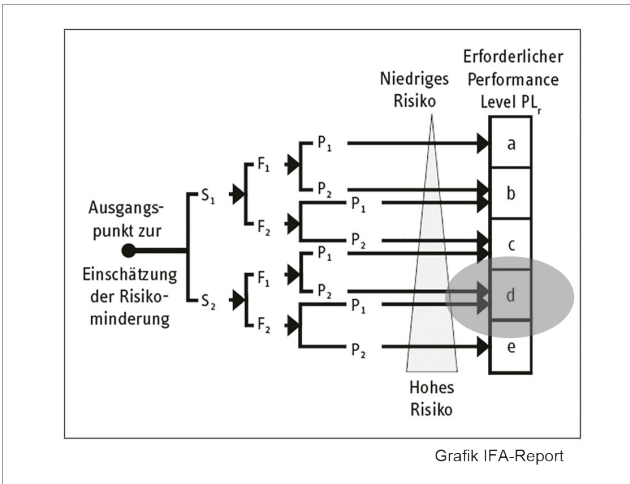 Erforderlicher
Performance
Level PLr
Niedriges
Risiko
a
b
c
d
e
P1
P2
P1
P2
P1
P2
P1
P2
F1
F2
F1
F2
S1
S2
Ausgangs-
punkt zur
Einschätzung
der Risiko-
minderung
Hohes
Risiko
Grafik IFA-Report